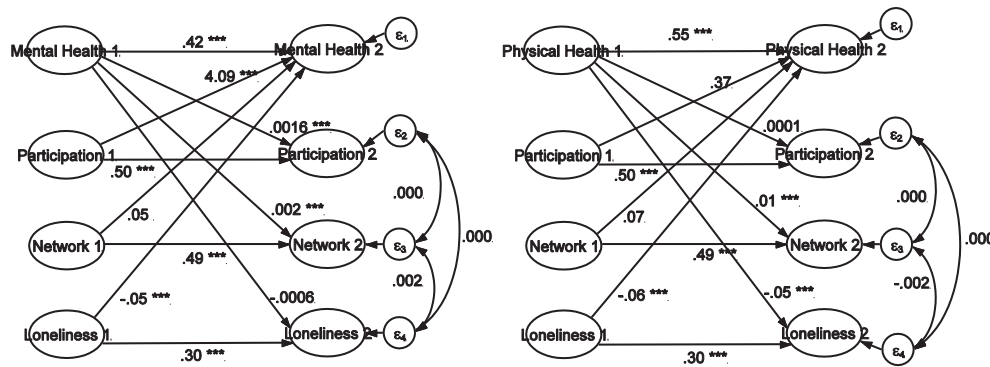 Mental Health 1
.42 ***
Mental Health 2
ε1
4.09 ***
.0016 ***
ε2
Participation 1
Participation 2
.50 ***
.000
.05
.002 ***
Network 1
Network 2
ε3
.000
.49 ***
.002
-.05 ***
-.0006
Loneliness 1
Loneliness 2
ε4
.30 ***
Physical Health 1
.55 ***
Physical Health 2
ε1
.37
.0001
ε2
Participation 1
Participation 2
.50 ***
.000
.01 ***
.07
Network 1
Network 2
ε3
.000
.49 ***
-.002
-.06 ***
-.05 ***
Loneliness 1
Loneliness 2
ε4
.30 ***